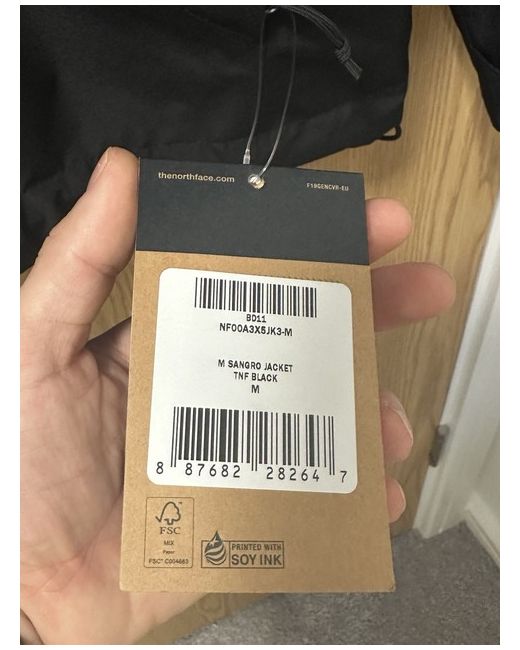 thenorthface.com
F19GENCVR-EU
BD11
NF00A3X5JK3-M
M SANGRO JACKET
TNF BLACK
M
8 87682 28264 7
FSC
MIX
Paper
FSC® C004663
PRINTED WITH
SOY INK